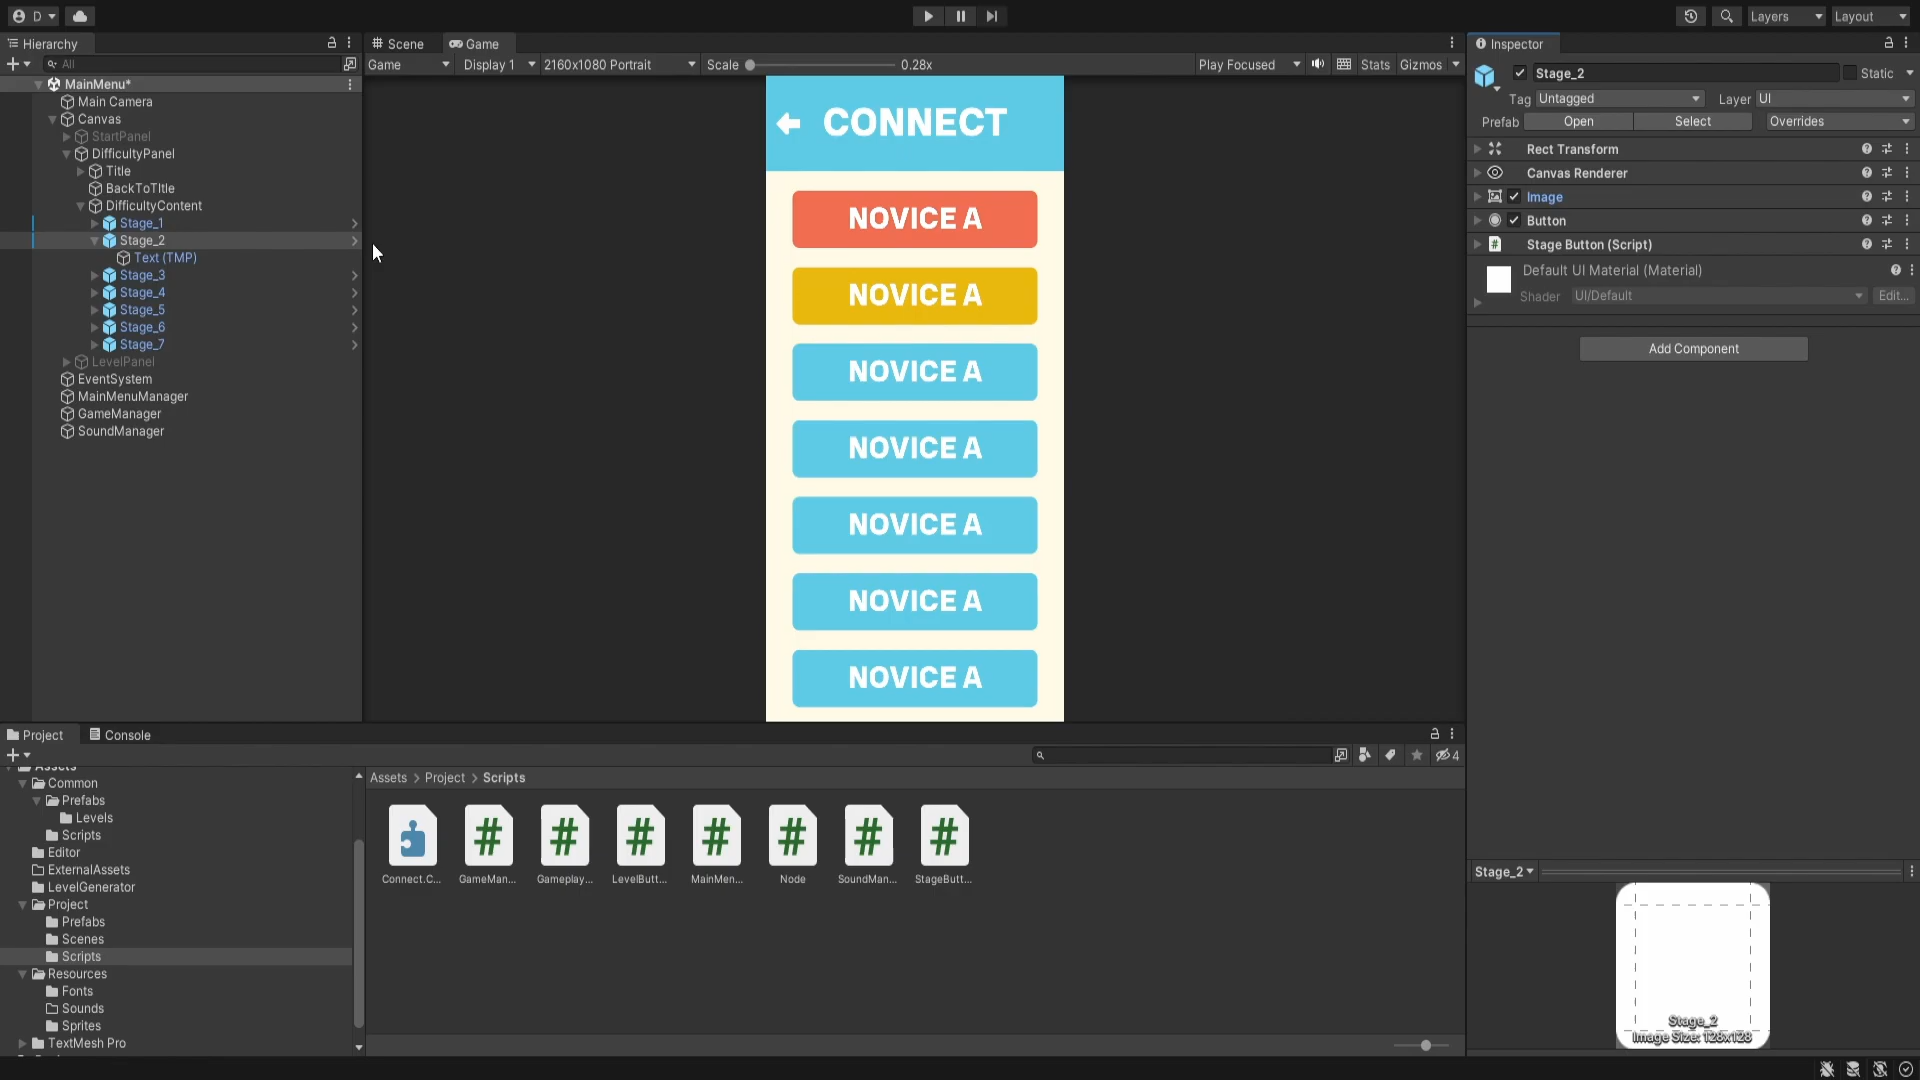 D
Layers
Layout
Hierarchy
All
MainMenu*
Main Camera
Canvas
StartPanel
DifficultyPanel
Title
BackToTItle
DifficultyContent
Stage_1
Stage_2
Text (TMP)
Stage_3
Stage_4
Stage_5
Stage_6
Stage_7
LevelPanel
EventSystem
MainMenuManager
GameManager
SoundManager
Scene
Game
Game
Display 1
2160x1080 Portrait
Scale
0.28x
Play Focused
Stats
Gizmos
CONNECT
NOVICE A
NOVICE A
NOVICE A
NOVICE A
NOVICE A
NOVICE A
NOVICE A
Inspector
Stage_2
Static
Tag
Untagged
Layer
UI
Prefab
Open
Select
Overrides
Rect Transform
Canvas Renderer
Image
Button
#
Stage Button (Script)
Default UI Material (Material)
Shader
UI/Default
Edit...
Add Component
Stage_2
Stage_2
Image Size: 128x128
Project
Console
4
Assets
Common
Prefabs
Levels
Scripts
Editor
ExternalAssets
LevelGenerator
Project
Prefabs
Scenes
Scripts
Resources
Fonts
Sounds
Sprites
TextMesh Pro
Assets > Project > Scripts
# # # # # # #
Connect.C...
GameMan...
Gameplay...
LevelButt...
MainMen...
Node
SoundMan...
StageButt...